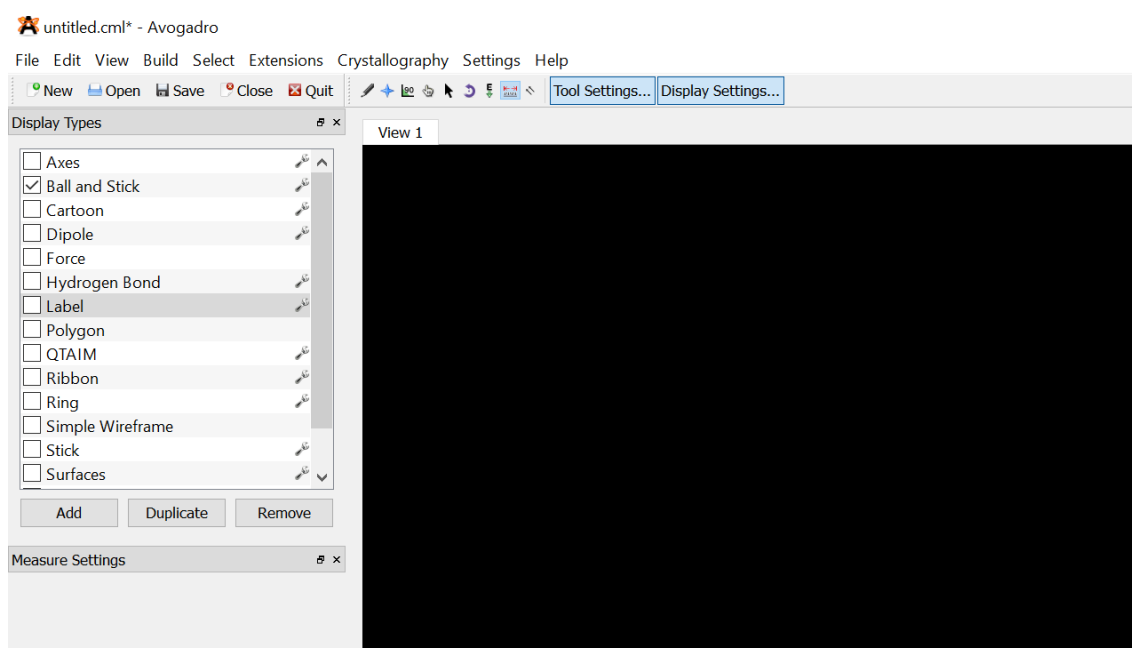 untitled.cml* - Avogadro
File Edit View Build Select Extensions Crystallography Settings Help
New Open Save Close Quit Tool Settings... Display Settings...
Display Types
View 1
Axes
Ball and Stick
Cartoon
Dipole
Force
Hydrogen Bond
Label
Polygon
QTAIM
Ribbon
Ring
Simple Wireframe
Stick
Surfaces
Add Duplicate Remove
Measure Settings